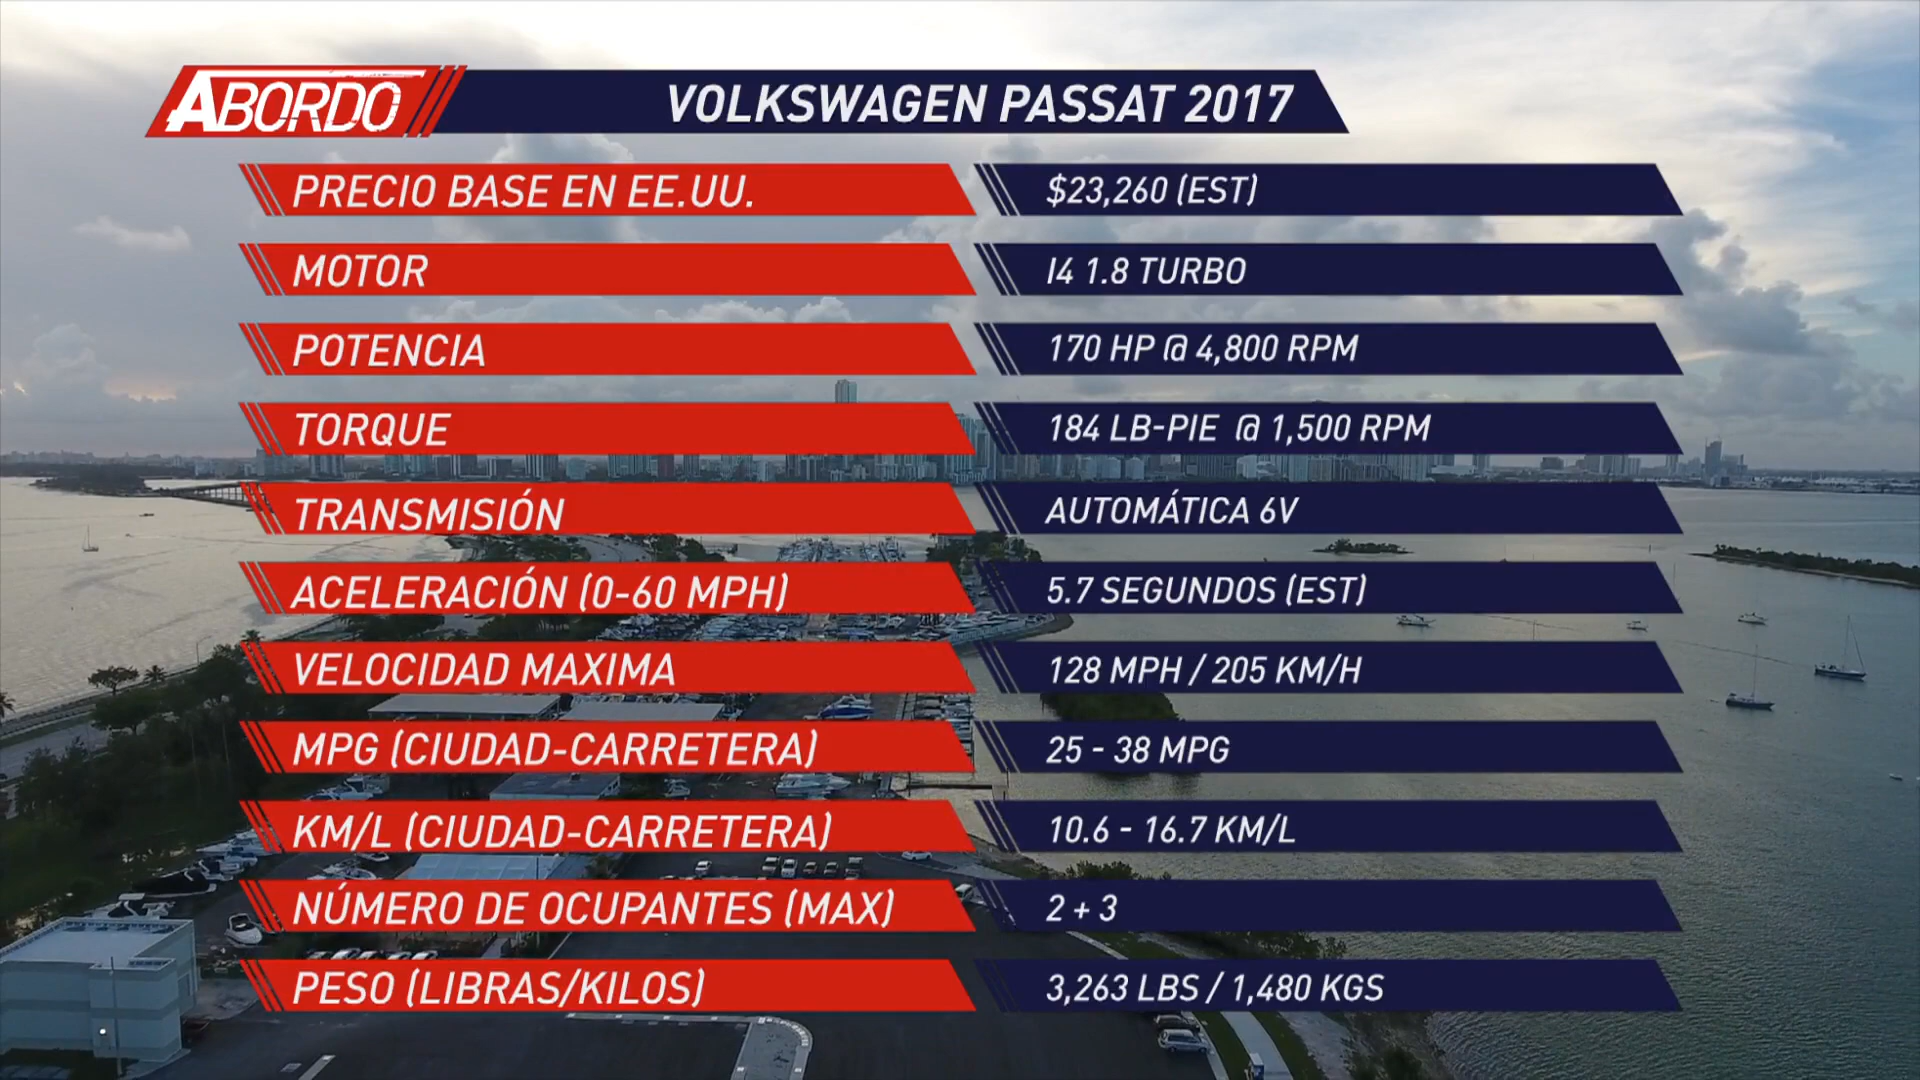 ABORDO
VOLKSWAGEN PASSAT 2017
PRECIO BASE EN EE.UU. $23,260 (EST)
MOTOR I4 1.8 TURBO
POTENCIA 170 HP @ 4,800 RPM
TORQUE 184 LB-PIE @ 1,500 RPM
TRANSMISIÓN AUTOMÁTICA 6V
ACELERACIÓN (0-60 MPH) 5.7 SEGUNDOS (EST)
VELOCIDAD MAXIMA 128 MPH / 205 KM/H
MPG (CIUDAD-CARRETERA) 25 - 38 MPG
KM/L (CIUDAD-CARRETERA) 10.6 - 16.7 KM/L
NÚMERO DE OCUPANTES (MAX) 2 + 3
PESO (LIBRAS/KILOS) 3,263 LBS / 1,480 KGS